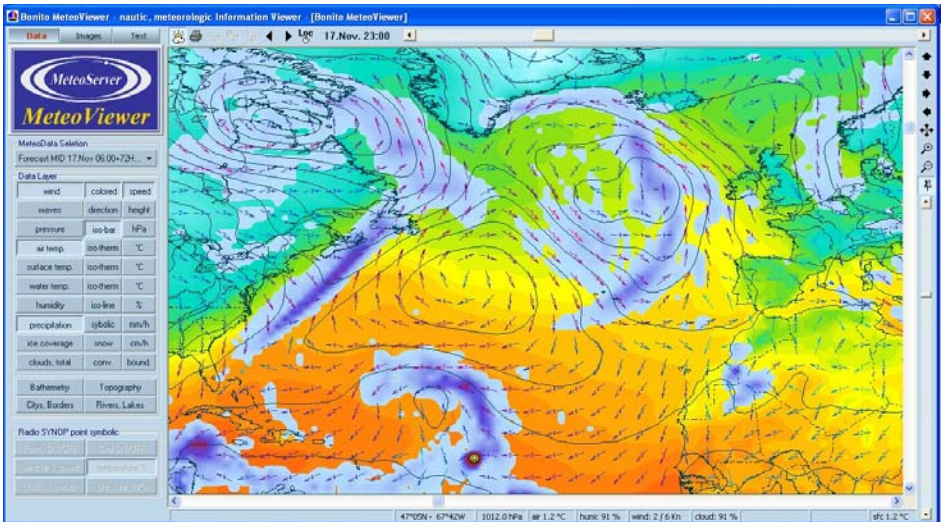 Bonito MeteoViewer - nautic, meteorologic Information Viewer - [Bonito MeteoViewer]
Data Images Text
Loc 17.Nov. 23:00
MeteoServer
MeteoViewer
MeteoData Seletion
Forecast MID 17.Nov 06:00+72H...
Data Layer
wind colored speed
waves direction height
pressure iso-bar hPa
air temp. iso-therm °C
surface temp. iso-therm °C
water temp. iso-therm °C
humidity iso-line %
precipitation sybolic mm/h
ice coverage snow cm/h
clouds, total conv. bound
Bathemetry Topography
Citys, Borders Rivers, Lakes
Radio SYNOP point symbolic
47°05N - 67°42W 1012.0 hPa air 1.2 °C humi: 91 % wind: 2 / 6 Kn cloud: 91 % sfc 1.2 °C